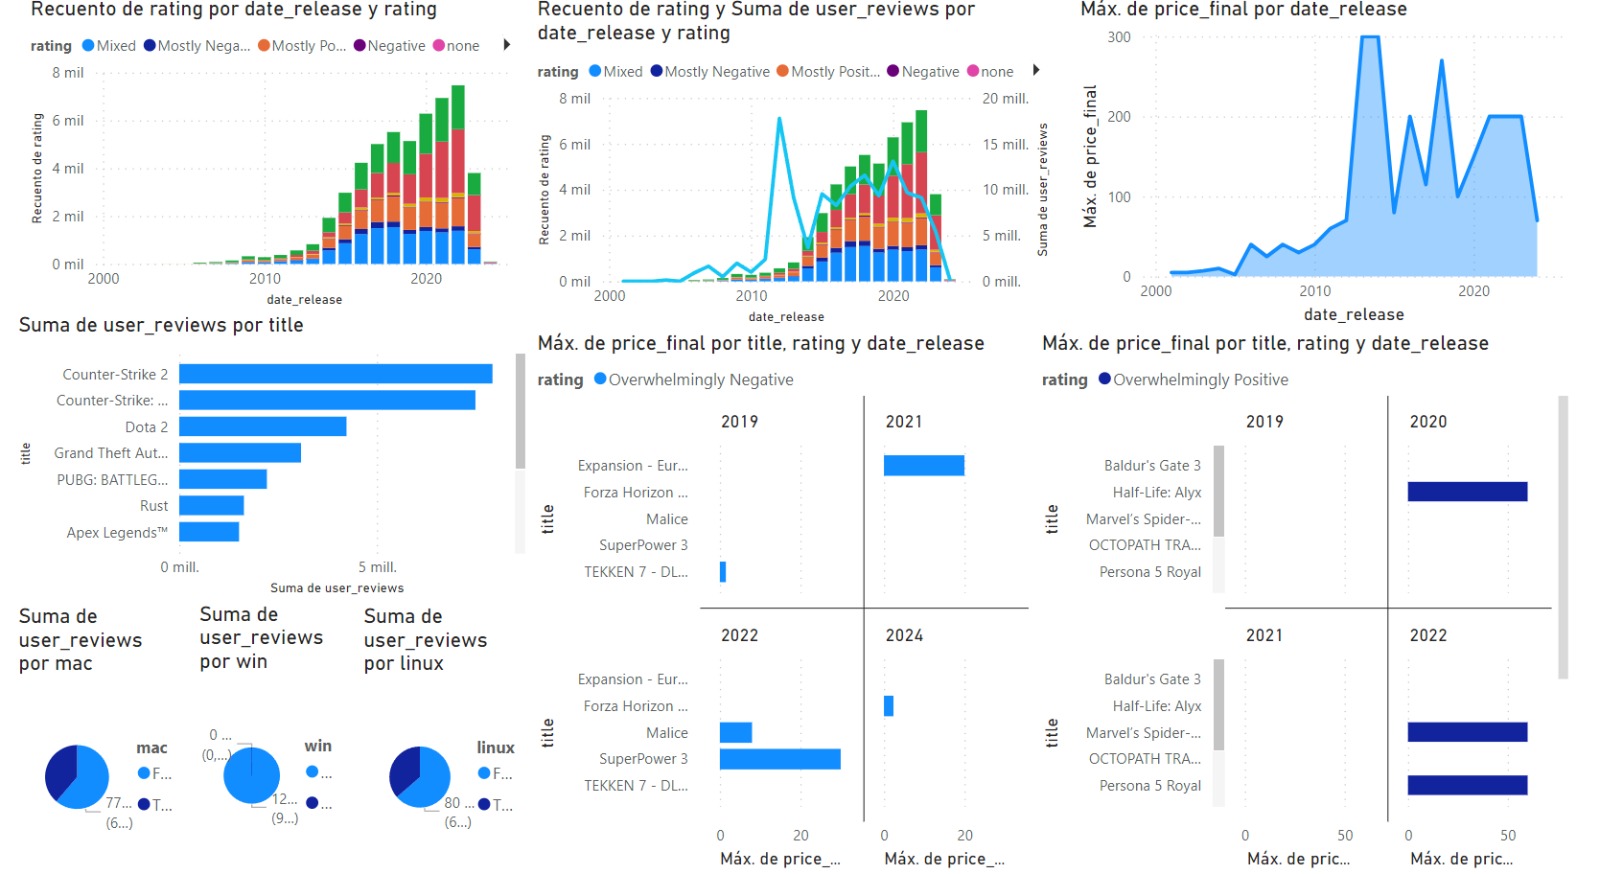 Recuento de rating por date_release y rating
rating Mixed Mostly Nega... Mostly Po... Negative none
8 mil
6 mil
4 mil
2 mil
0 mil
Recuento de rating
2000 2010 2020
date_release
Recuento de rating y Suma de user_reviews por
date_release y rating
rating Mixed Mostly Negative Mostly Posit... Negative none
8 mil
6 mil
4 mil
2 mil
0 mil
Recuento de rating
20 mill.
15 mill.
10 mill.
5 mill.
0 mill.
Suma de user_reviews
2000 2010 2020
date_release
Máx. de price_final por date_release
300
200
100
0
Máx. de price_final
2000 2010 2020
date_release
Suma de user_reviews por title
title
Counter-Strike 2
Counter-Strike: ...
Dota 2
Grand Theft Aut...
PUBG: BATTLEG...
Rust
Apex Legends™
0 mill. 5 mill.
Suma de user_reviews
Suma de
user_reviews
por mac
mac
F...
T...
77...
(6...)
Suma de
user_reviews
por win
win
...
...
0 ...
(0,...)
12...
(9...)
Suma de
user_reviews
por linux
linux
F...
T...
80 ...
(6...)
Máx. de price_final por title, rating y date_release
rating Overwhelmingly Negative
2019 2021
title
Expansion - Eur...
Forza Horizon ...
Malice
SuperPower 3
TEKKEN 7 - DL...
2022 2024
title
Expansion - Eur...
Forza Horizon ...
Malice
SuperPower 3
TEKKEN 7 - DL...
0 20 0 20
Máx. de price_... Máx. de price_...
Máx. de price_final por title, rating y date_release
rating Overwhelmingly Positive
2019 2020
title
Baldur's Gate 3
Half-Life: Alyx
Marvel's Spider-...
OCTOPATH TRA...
Persona 5 Royal
2021 2022
title
Baldur's Gate 3
Half-Life: Alyx
Marvel's Spider-...
OCTOPATH TRA...
Persona 5 Royal
0 50 0 50
Máx. de pric... Máx. de pric...